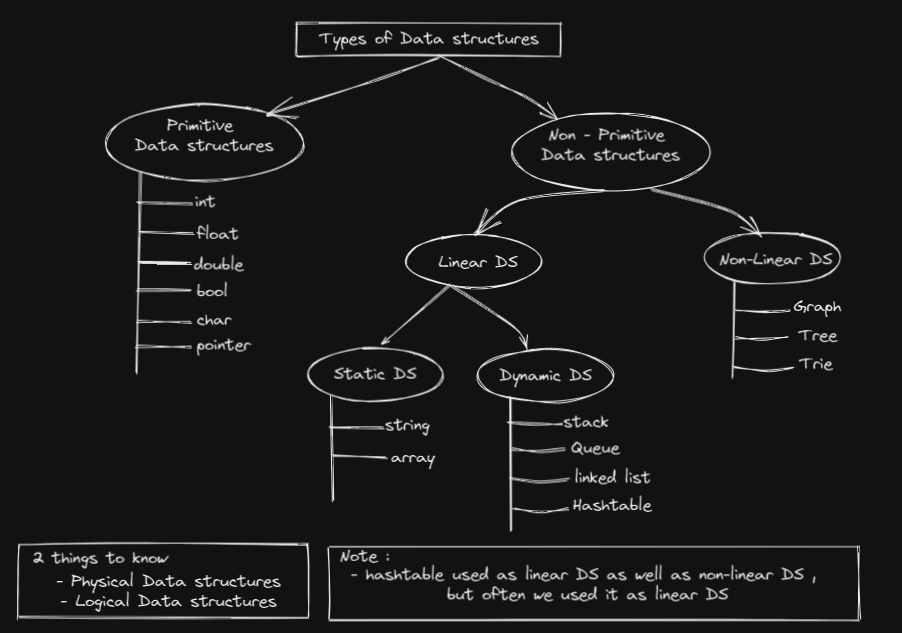 Types of Data structures
Primitive
Data structures
int
float
double
bool
char
pointer
Non - Primitive
Data structures
Linear DS
Static DS
string
array
Dynamic DS
stack
Queue
linked list
Hashtable
Non-Linear DS
Graph
Tree
Trie
2 things to know
- Physical Data structures
- Logical Data structures
Note :
- hashtable used as linear DS as well as non-linear DS ,
but often we used it as linear DS